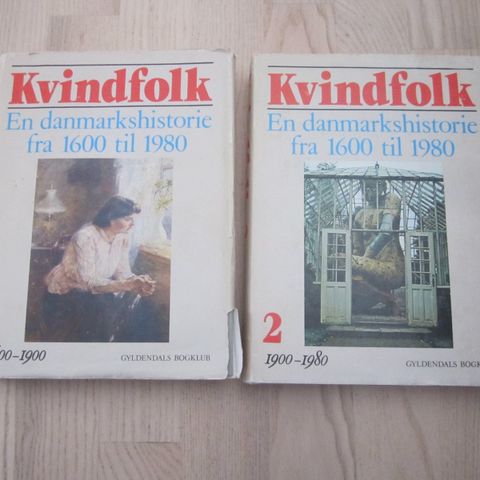 Kvindfolk
En danmarkshistorie
fra 1600 til 1980
00-1900
GYLDENDALS BOGKLUB
Kvindfolk
En danmarkshistorie
fra 1600 til 1980
2
1900-1980
GYLDENDALS BOGK